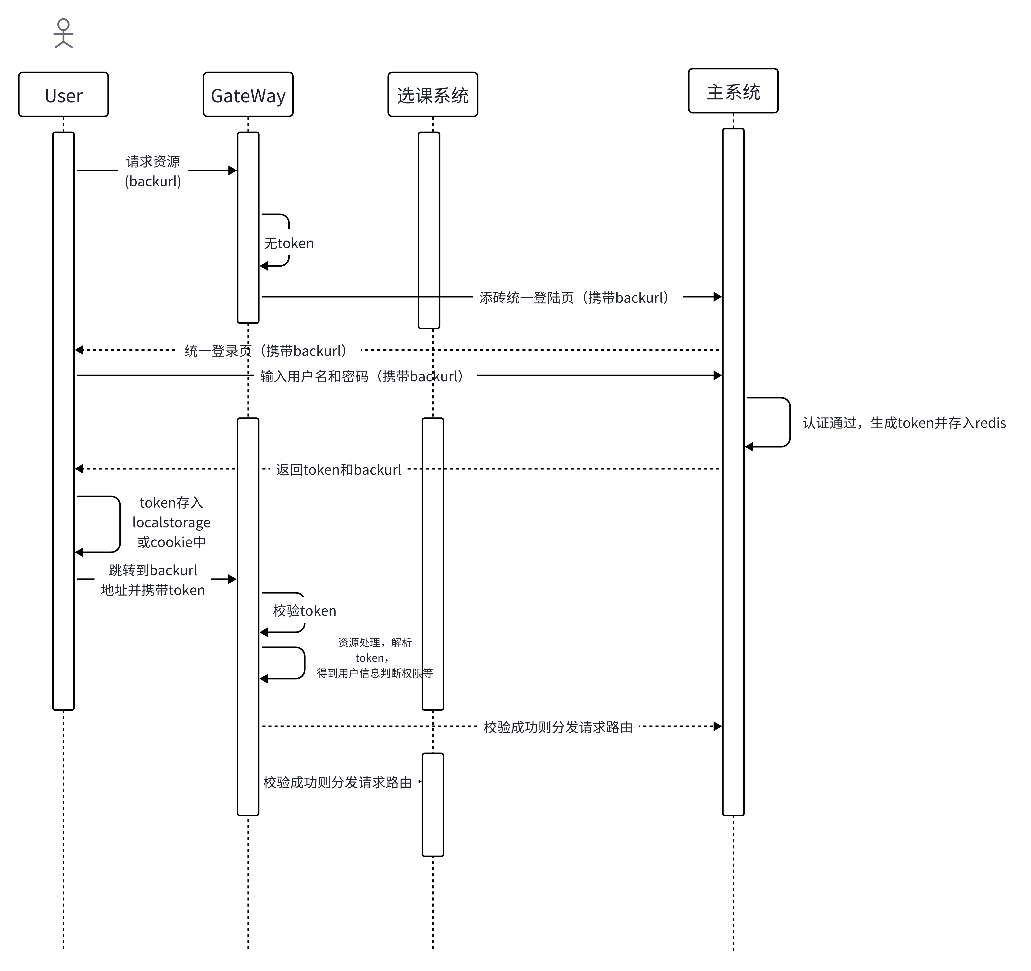 User
GateWay
选课系统
主系统
请求资源
(backurl)
无token
添砖统一登陆页（携带backurl）
统一登录页（携带backurl）
输入用户名和密码（携带backurl）
认证通过，生成token并存入redis
返回token和backurl
token存入
localstorage
或cookie中
跳转到backurl
地址并携带token
校验token
资源处理，解析
token，
得到用户信息判断权限等
校验成功则分发请求路由
校验成功则分发请求路由